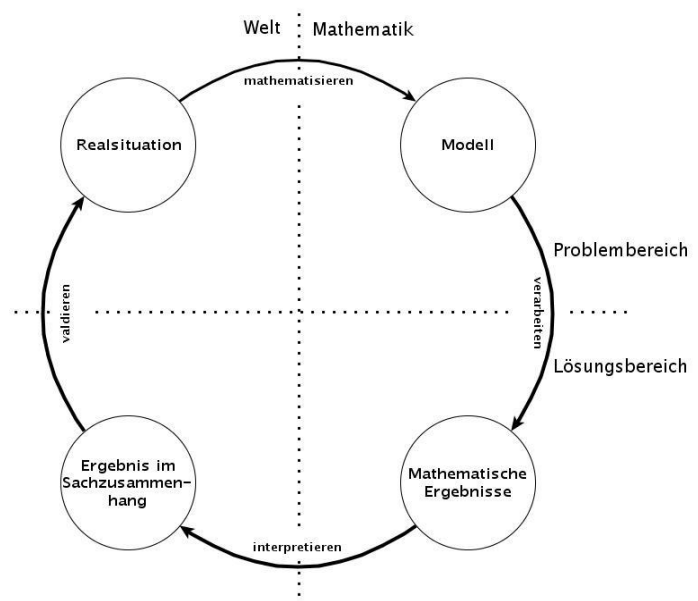 Welt
Mathematik
mathematisieren
Realsituation
Modell
Problembereich
valdieren
verarbeiten
Lösungsbereich
Ergebnis im
Sachzusammen-
hang
Mathematische
Ergebnisse
interpretieren